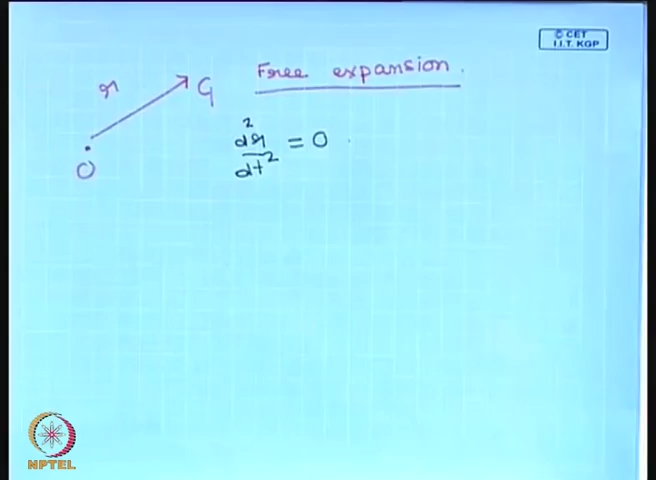 © CET
I.I.T. KGP
Free expansion.
r
G
O
d²r/dt² = 0
NPTEL